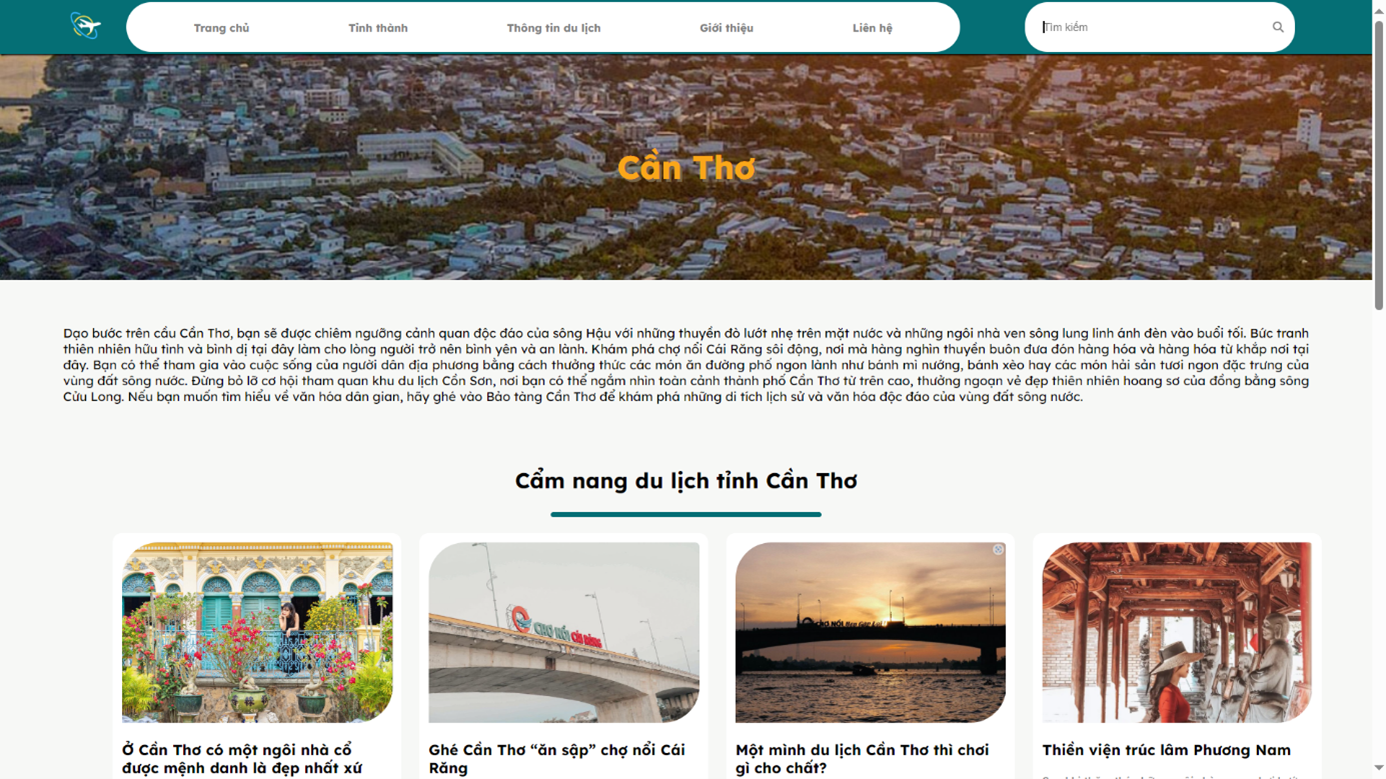 Trang chủ
Tỉnh thành
Thông tin du lịch
Giới thiệu
Liên hệ
Tìm kiếm
Cần Thơ
Dạo bước trên cầu Cần Thơ, bạn sẽ được chiêm ngưỡng cảnh quan độc đáo của sông Hậu với những thuyền đò lướt nhẹ trên mặt nước và những ngôi nhà ven sông lung linh ánh đèn vào buổi tối. Bức tranh
thiên nhiên hữu tình và bình dị tại đây làm cho lòng người trở nên bình yên và an lành. Khám phá chợ nổi Cái Răng sôi động, nơi mà hàng nghìn thuyền buôn đưa đón hàng hóa và hàng hóa từ khắp nơi tại
đây. Bạn có thể tham gia vào cuộc sống của người dân địa phương bằng cách thưởng thức các món ăn đường phố ngon lành như bánh mì nướng, bánh xèo hay các món hải sản tươi ngon đặc trưng của
vùng đất sông nước. Đừng bỏ lỡ cơ hội tham quan khu du lịch Cồn Sơn, nơi bạn có thể ngắm nhìn toàn cảnh thành phố Cần Thơ từ trên cao, thưởng ngoạn vẻ đẹp thiên nhiên hoang sơ của đồng bằng sông
Cửu Long. Nếu bạn muốn tìm hiểu về văn hóa dân gian, hãy ghé vào Bảo tàng Cần Thơ để khám phá những di tích lịch sử và văn hóa độc đáo của vùng đất sông nước.
Cẩm nang du lịch tỉnh Cần Thơ
CHỢ NỔI CÁI RĂNG
CHỢ NỔI
Ở Cần Thơ có một ngôi nhà cổ
được mệnh danh là đẹp nhất xứ
Ghé Cần Thơ “ăn sập” chợ nổi Cái
Răng
Một mình du lịch Cần Thơ thì chơi
gì cho chất?
Thiền viện trúc lâm Phương Nam